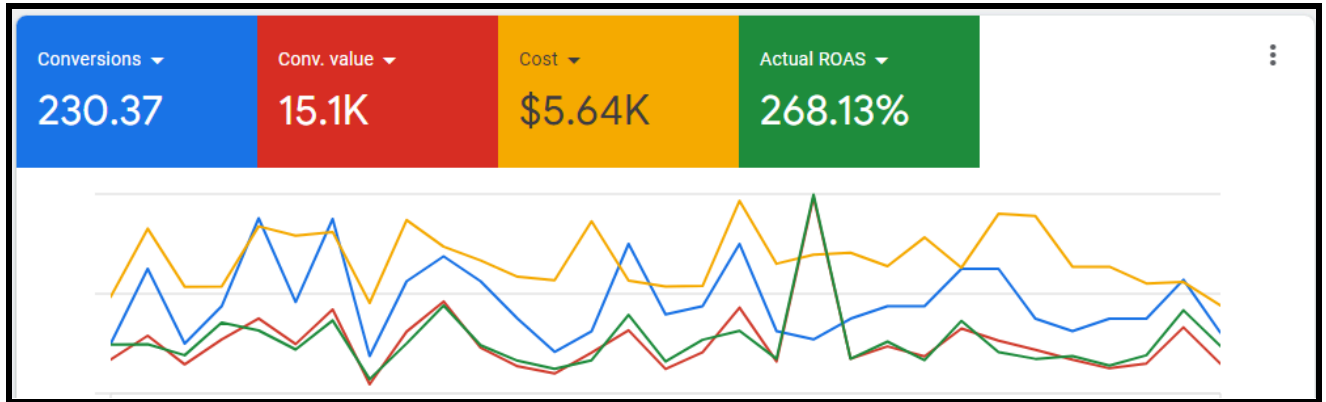 Conversions Conv. value Cost Actual ROAS
230.37 15.1K $5.64K 268.13%